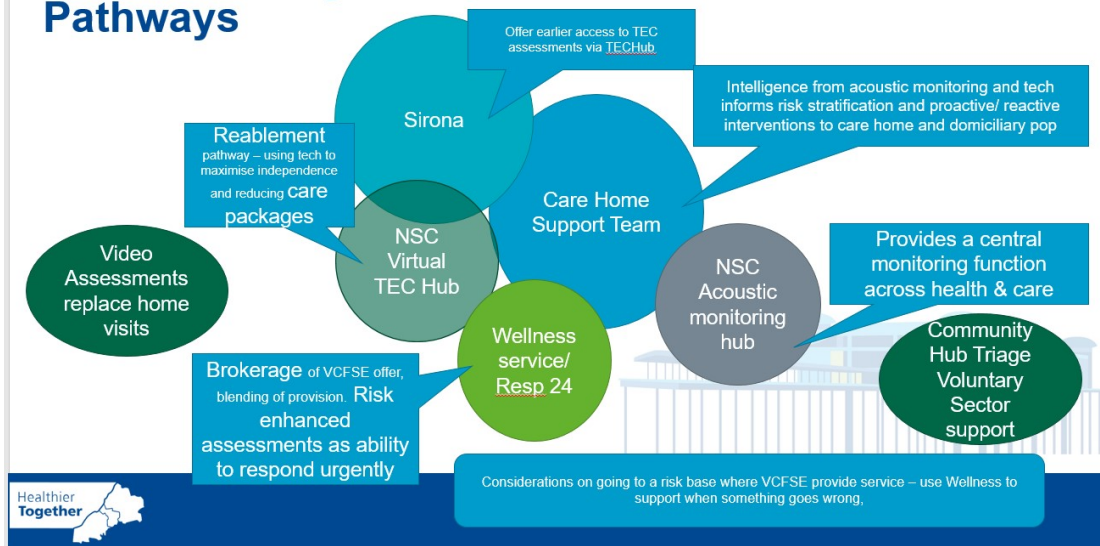 Pathways
Offer earlier access to TEC
assessments via TECHub
Sirona
Intelligence from acoustic monitoring and tech
informs risk stratification and proactive/ reactive
interventions to care home and domiciliary pop
Reablement
pathway – using tech to
maximise independence
and reducing care
packages
Care Home
Support Team
NSC
Virtual
TEC Hub
Video
Assessments
replace home
visits
NSC
Acoustic
monitoring
hub
Provides a central
monitoring function
across health & care
Wellness
service/
Resp 24
Community
Hub Triage
Voluntary
Sector
support
Brokerage of VCFSE offer,
blending of provision. Risk
enhanced
assessments as ability
to respond urgently
Considerations on going to a risk base where VCFSE provide service – use Wellness to
support when something goes wrong,
Healthier
Together